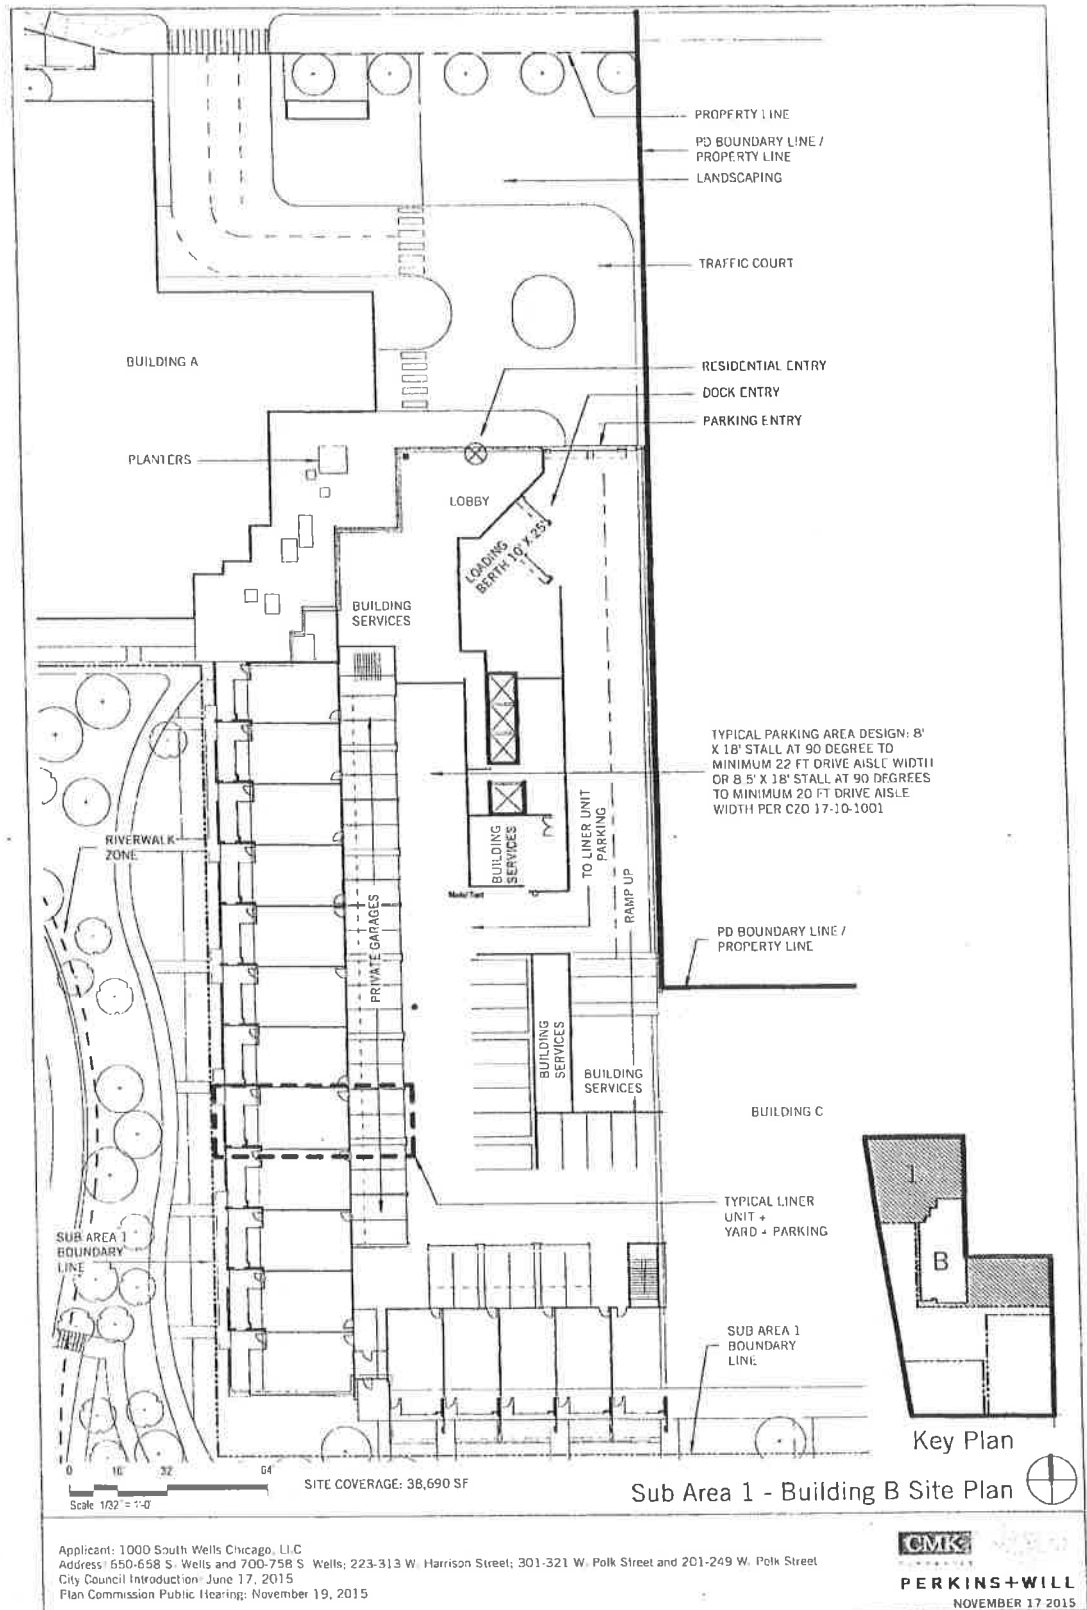 PROPERTY LINE
PD BOUNDARY LINE /
PROPERTY LINE
LANDSCAPING
TRAFFIC COURT
BUILDING A
RESIDENTIAL ENTRY
DOCK ENTRY
PARKING ENTRY
PLANTERS
LOBBY
LOADING
BERTH 10' X 25'
BUILDING
SERVICES
TYPICAL PARKING AREA DESIGN: 8'
X 18' STALL AT 90 DEGREE TO
MINIMUM 22 FT DRIVE AISLE WIDTH
OR 8.5' X 18' STALL AT 90 DEGREES
TO MINIMUM 20 FT DRIVE AISLE
WIDTH PER CZO 17-10-1001
RIVERWALK
ZONE
BUILDING
SERVICES
TO LINER UNIT
PARKING
RAMP UP
PRIVATE GARAGES
PD BOUNDARY LINE /
PROPERTY LINE
BUILDING
SERVICES
BUILDING
SERVICES
BUILDING C
1
B
TYPICAL LINER
UNIT +
YARD + PARKING
SUB AREA 1
BOUNDARY
LINE
SUB AREA 1
BOUNDARY
LINE
Key Plan
0 16' 32' 64'
Scale 1/32" = 1'-0"
SITE COVERAGE: 38,690 SF
Sub Area 1 - Building B Site Plan
Applicant: 1000 South Wells Chicago, LLC
Address: 650-658 S. Wells and 700-758 S. Wells; 223-313 W. Harrison Street; 301-321 W. Polk Street and 201-249 W. Polk Street
City Council Introduction: June 17, 2015
Plan Commission Public Hearing: November 19, 2015
CMK
COMPANIES
PERKINS+WILL
NOVEMBER 17 2015